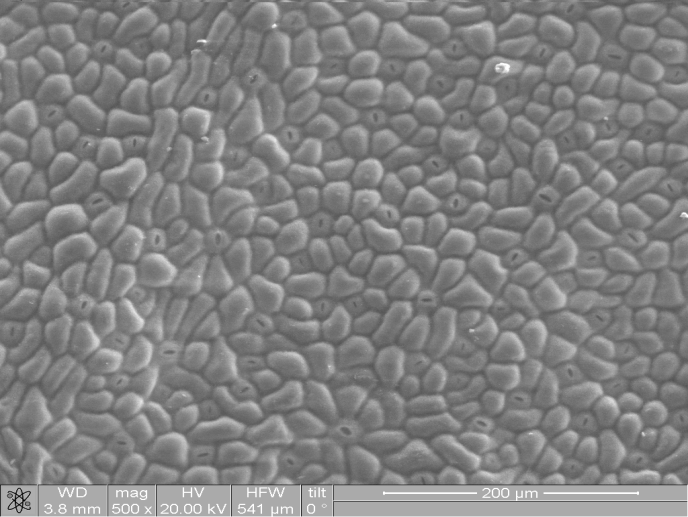 WD mag HV HFW tilt 200 µm
3.8 mm 500 x 20.00 kV 541 µm 0 °